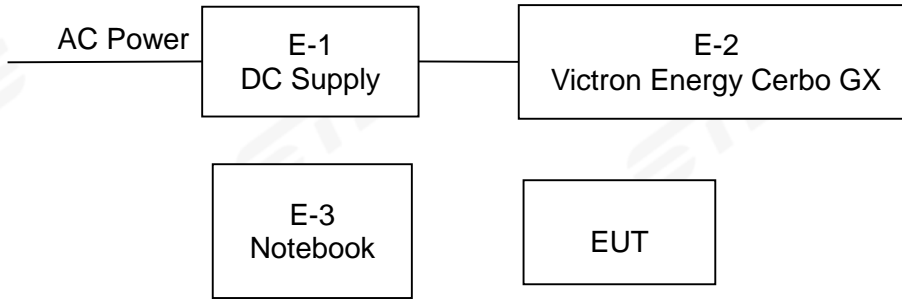 AC Power
E-1
DC Supply
E-2
Victron Energy Cerbo GX
E-3
Notebook
EUT